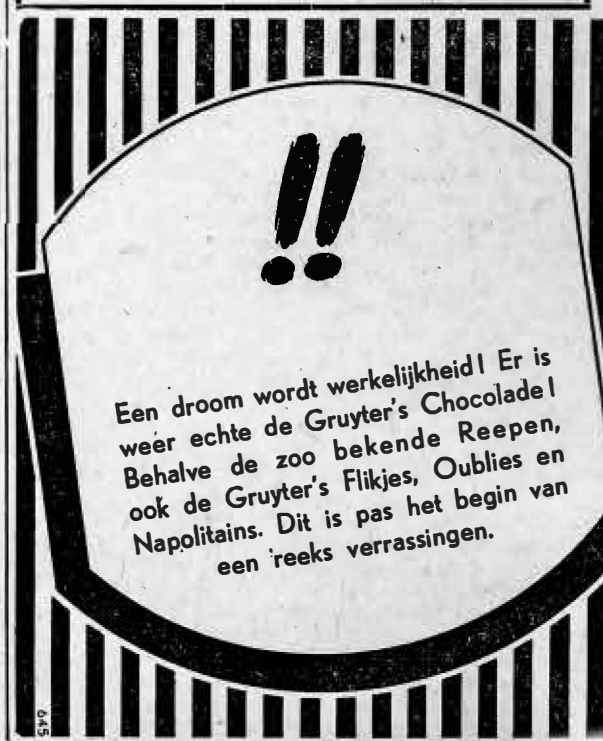 !!
Een droom wordt werkelijkheid! Er is
weer echte de Gruyter's Chocolade!
Behalve de zoo bekende Reepen,
ook de Gruyter's Flikjes, Oublies en
Napolitains. Dit is pas het begin van
een reeks verrassingen.
645